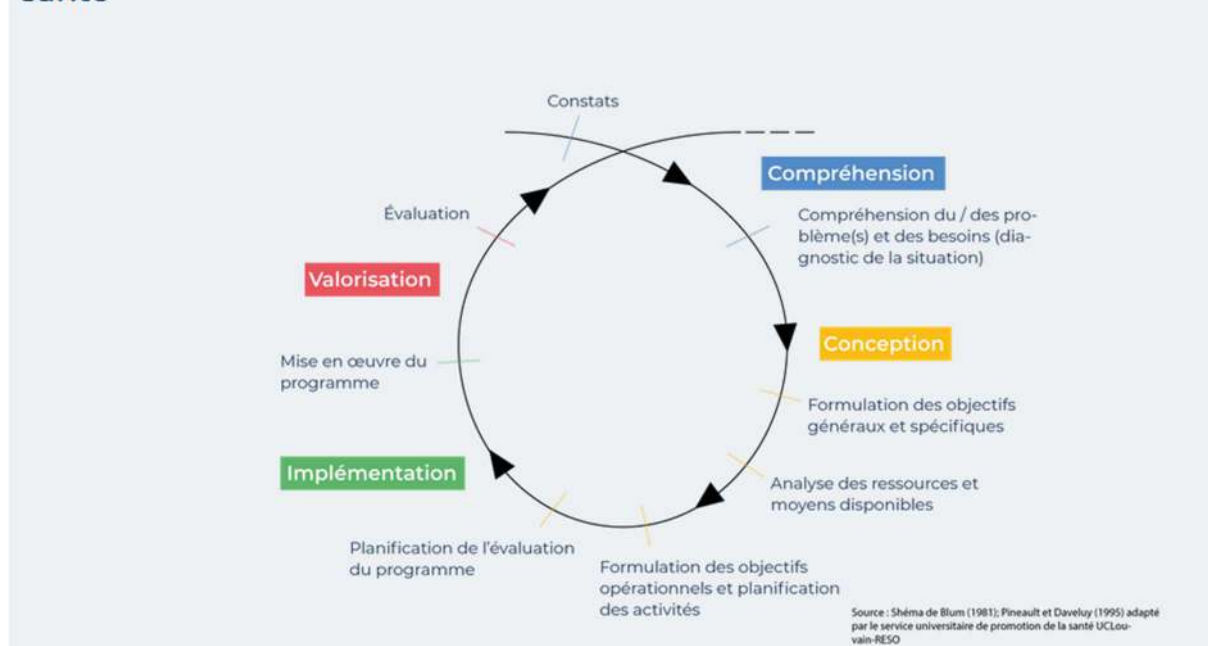 Constats
Compréhension
Compréhension du / des pro-
blème(s) et des besoins (dia-
gnostic de la situation)
Conception
Formulation des objectifs
généraux et spécifiques
Analyse des ressources et
moyens disponibles
Formulation des objectifs
opérationnels et planification
des activités
Planification de l'évaluation
du programme
Implémentation
Mise en œuvre du
programme
Valorisation
Évaluation
Source : Shéma de Blum (1981); Pineault et Daveluy (1995) adapté
par le service universitaire de promotion de la santé UCLou-
vain-RESO